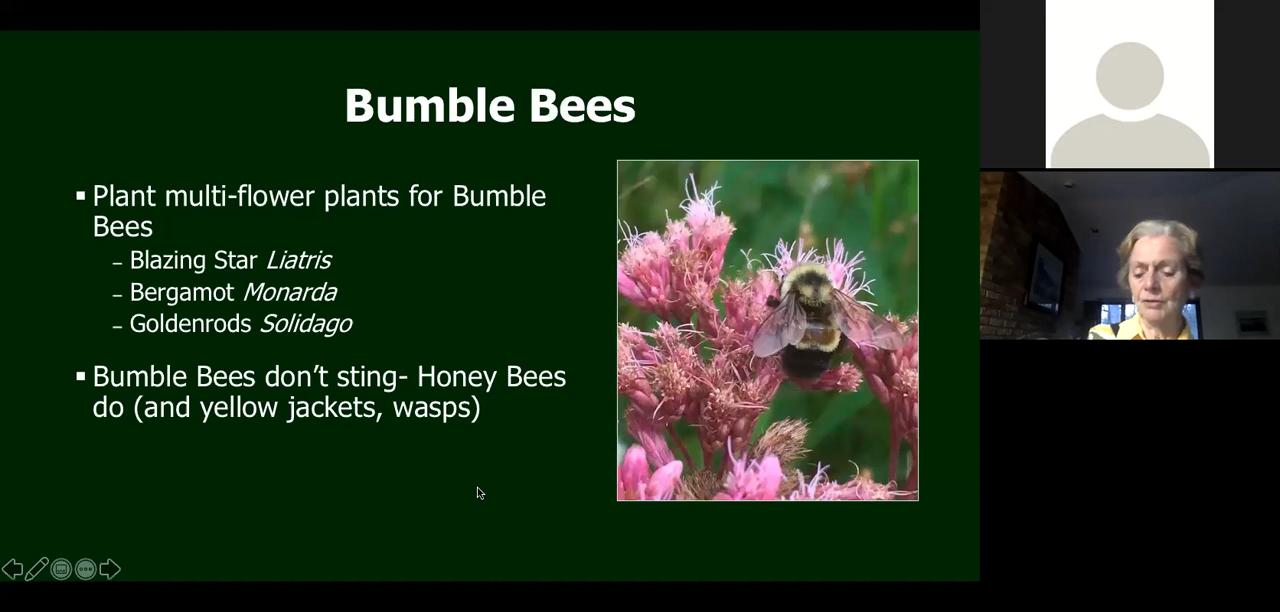 Bumble Bees
▪ Plant multi-flower plants for Bumble
Bees
– Blazing Star Liatris
– Bergamot Monarda
– Goldenrods Solidago
▪ Bumble Bees don't sting- Honey Bees
do (and yellow jackets, wasps)